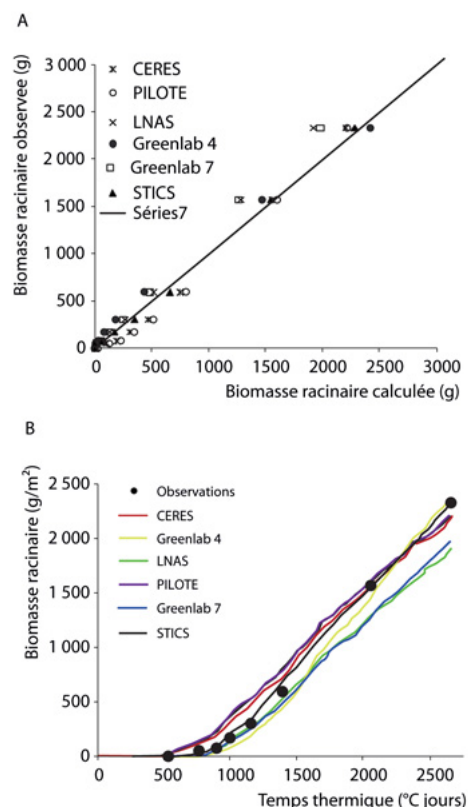 A
Biomasse racinaire observée (g)
3 000
2 500
2 000
1 500
1 000
500
0
CERES
PILOTE
LNAS
Greenlab 4
Greenlab 7
STICS
Séries7
0
500
1000
1500
2000
2500
3000
Biomasse racinaire calculée (g)
B
Biomasse racinaire (g/m²)
2 500
2 000
1 500
1 000
500
0
Observations
CERES
Greenlab 4
LNAS
PILOTE
Greenlab 7
STICS
0
500
1000
1500
2000
2500
Temps thermique (°C jours)